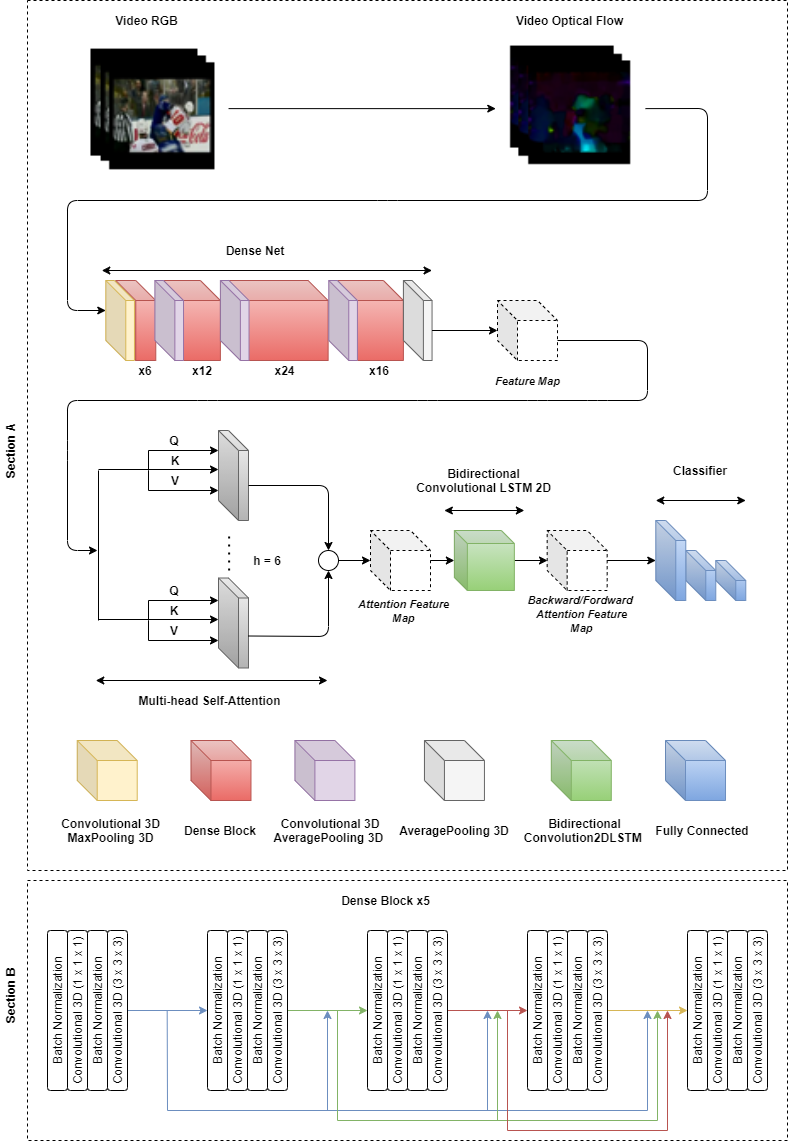 Video RGB
Video Optical Flow
Section A
Dense Net
x6
x12
x24
x16
Feature Map
Q
K
V
h = 6
Q
K
V
Multi-head Self-Attention
Attention Feature
Map
Bidirectional
Convolutional LSTM 2D
Backward/Fordward
Attention Feature
Map
Classifier
Convolutional 3D
MaxPooling 3D
Dense Block
Convolutional 3D
AveragePooling 3D
AveragePooling 3D
Bidirectional
Convolution2DLSTM
Fully Connected
Section B
Dense Block x5
Batch Normalization
Convolutional 3D (1 x 1 x 1)
Batch Normalization
Convolutional 3D (3 x 3 x 3)
Batch Normalization
Convolutional 3D (1 x 1 x 1)
Batch Normalization
Convolutional 3D (3 x 3 x 3)
Batch Normalization
Convolutional 3D (1 x 1 x 1)
Batch Normalization
Convolutional 3D (3 x 3 x 3)
Batch Normalization
Convolutional 3D (1 x 1 x 1)
Batch Normalization
Convolutional 3D (3 x 3 x 3)
Batch Normalization
Convolutional 3D (1 x 1 x 1)
Batch Normalization
Convolutional 3D (3 x 3 x 3)